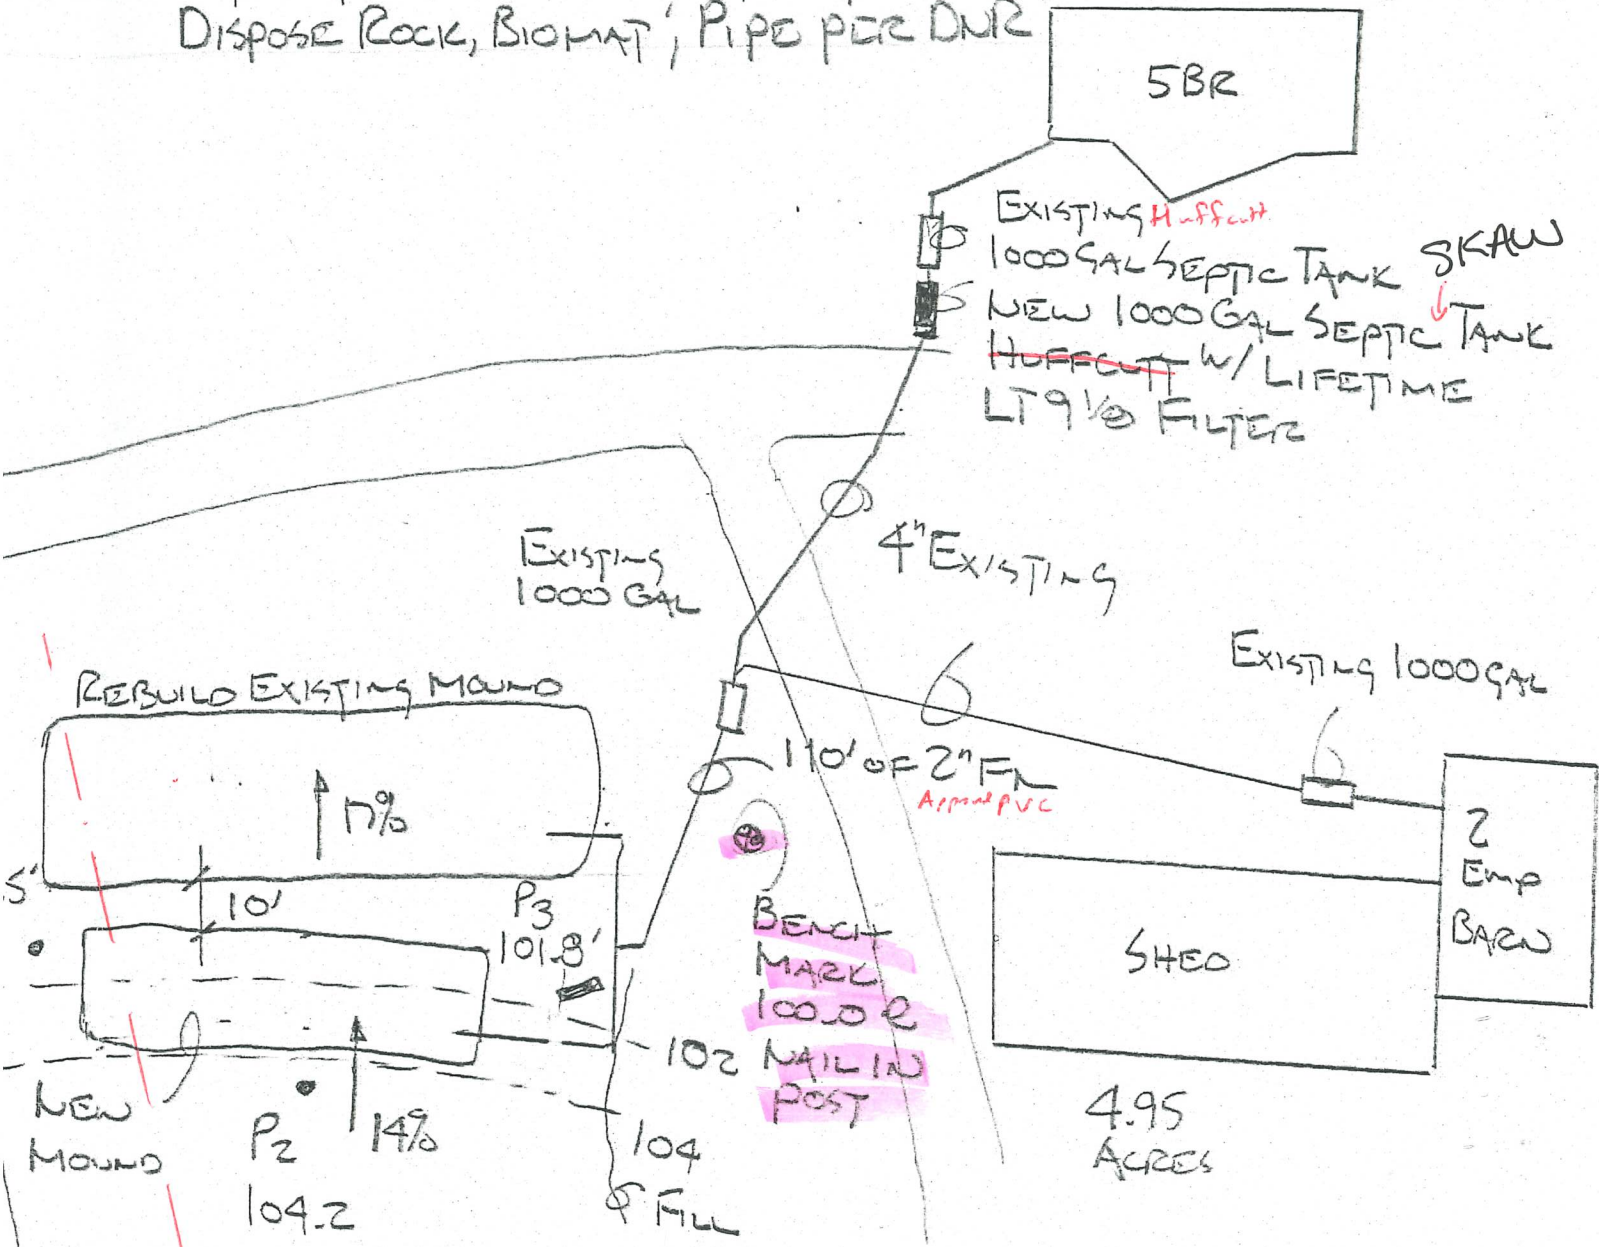 DISPOSE ROCK, BIOMAT, PIPE PER DNR
5BR
EXISTING Huffcutt
1000 GAL SEPTIC TANK
SKAW
NEW 1000 GAL SEPTIC TANK
HUFFCUTT W/ LIFETIME
LT 9 1/8 FILTER
4" EXISTING
EXISTING
1000 GAL
EXISTING 1000 GAL
REBUILD EXISTING MOUND
17%
110' OF 2" FM
PVC
2
EMP
BARN
SHED
5'
10'
P3
101.8'
BENCH
MARK
100.0 @
NAIL IN
POST
102
NEW
MOUND
P2
104.2
14%
104
FILL
4.95
ACRES